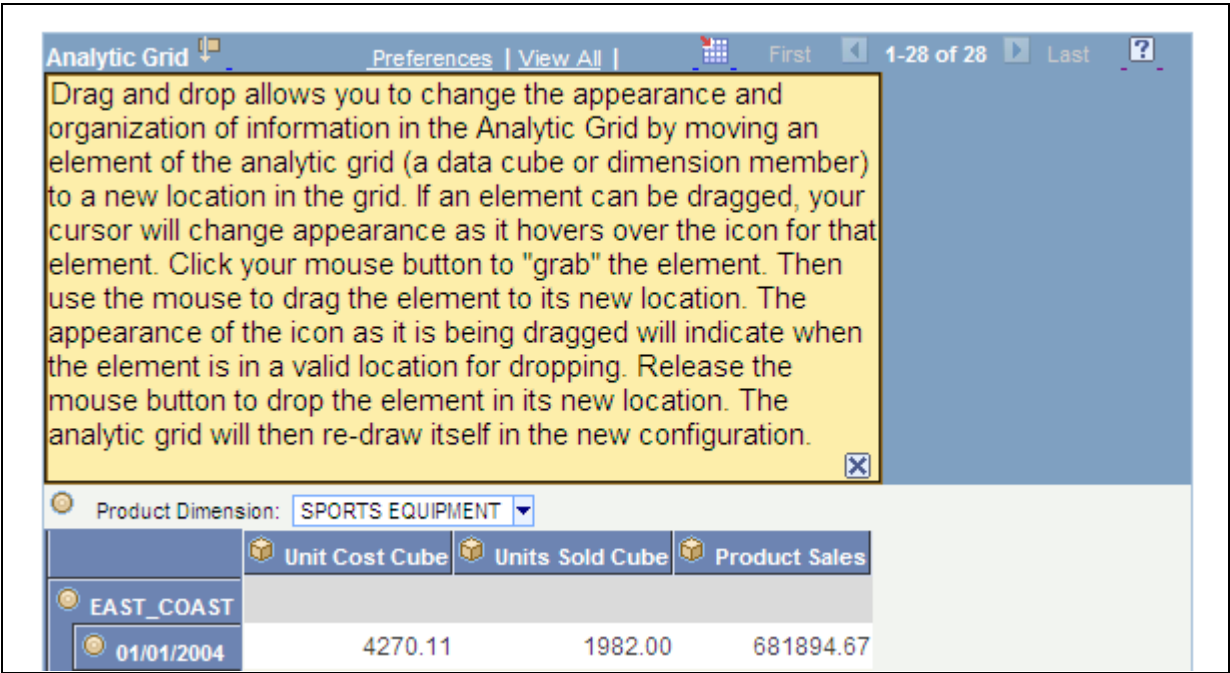 Analytic Grid Preferences | View All | First 1-28 of 28 Last ?
Drag and drop allows you to change the appearance and
organization of information in the Analytic Grid by moving an
element of the analytic grid (a data cube or dimension member)
to a new location in the grid. If an element can be dragged, your
cursor will change appearance as it hovers over the icon for that
element. Click your mouse button to "grab" the element. Then
use the mouse to drag the element to its new location. The
appearance of the icon as it is being dragged will indicate when
the element is in a valid location for dropping. Release the
mouse button to drop the element in its new location. The
analytic grid will then re-draw itself in the new configuration.
Product Dimension: SPORTS EQUIPMENT
Unit Cost Cube Units Sold Cube Product Sales
EAST_COAST
01/01/2004 4270.11 1982.00 681894.67